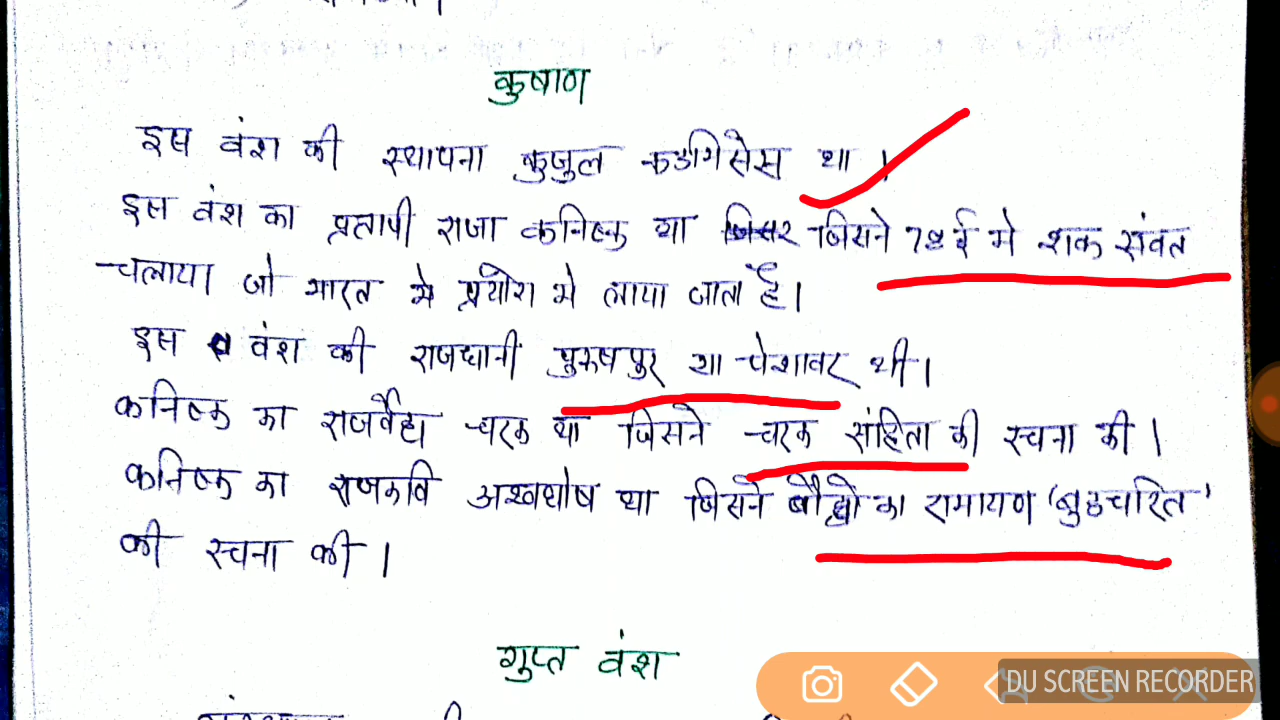 कुषाण
इस वंश की स्थापना कुजुल कडफिसेस था।
इस वंश का प्रतापी राजा कनिष्क था जिसने 78 ई मे शक संवत
चलाया जो भारत मे प्रयोग मे लाया जाता है।
इस वंश की राजधानी पुरुषपुर या पेशावर थी।
कनिष्क का राजवैद्य चरक था जिसने चरक संहिता की रचना की।
कनिष्क का राजकवि अश्वघोष था जिसने बौद्धो का रामायण 'बुद्धचरित'
की रचना की।
गुप्त वंश
DU SCREEN RECORDER